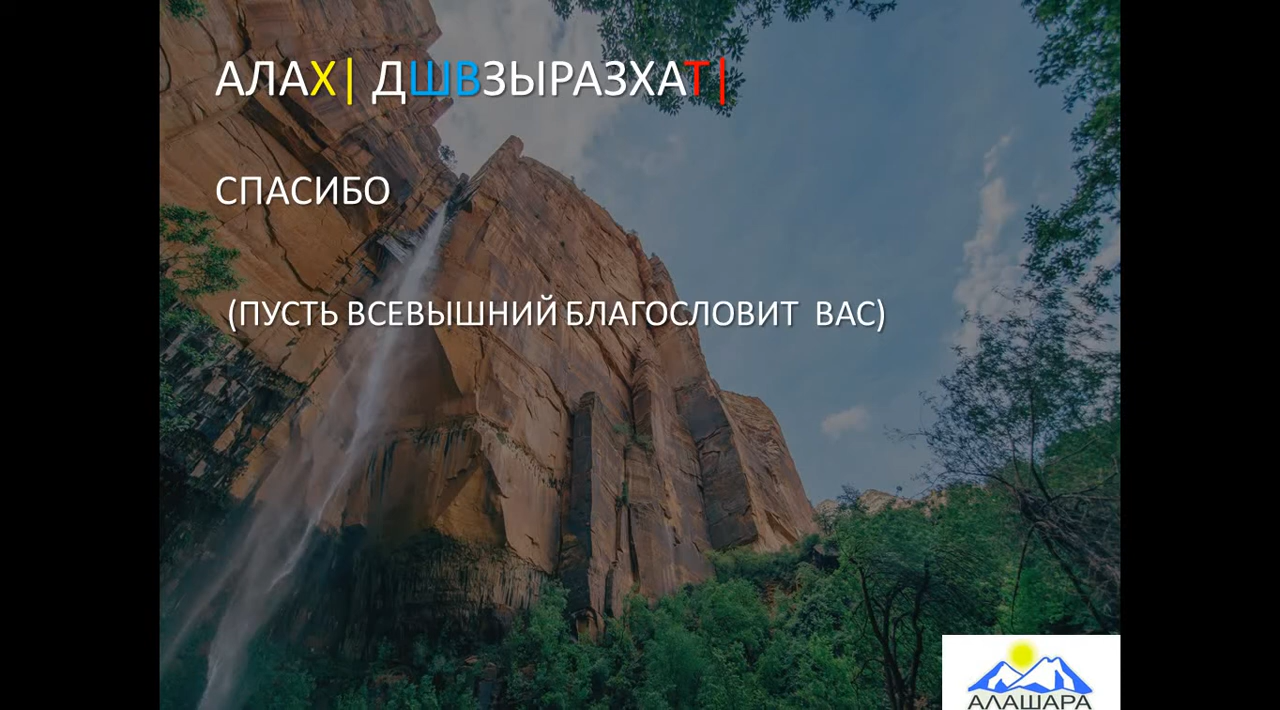 АЛАХ| ДШВЗЫРАЗХАТ|
СПАСИБО
(ПУСТЬ ВСЕВЫШНИЙ БЛАГОСЛОВИТ ВАС)
АЛАШАРА